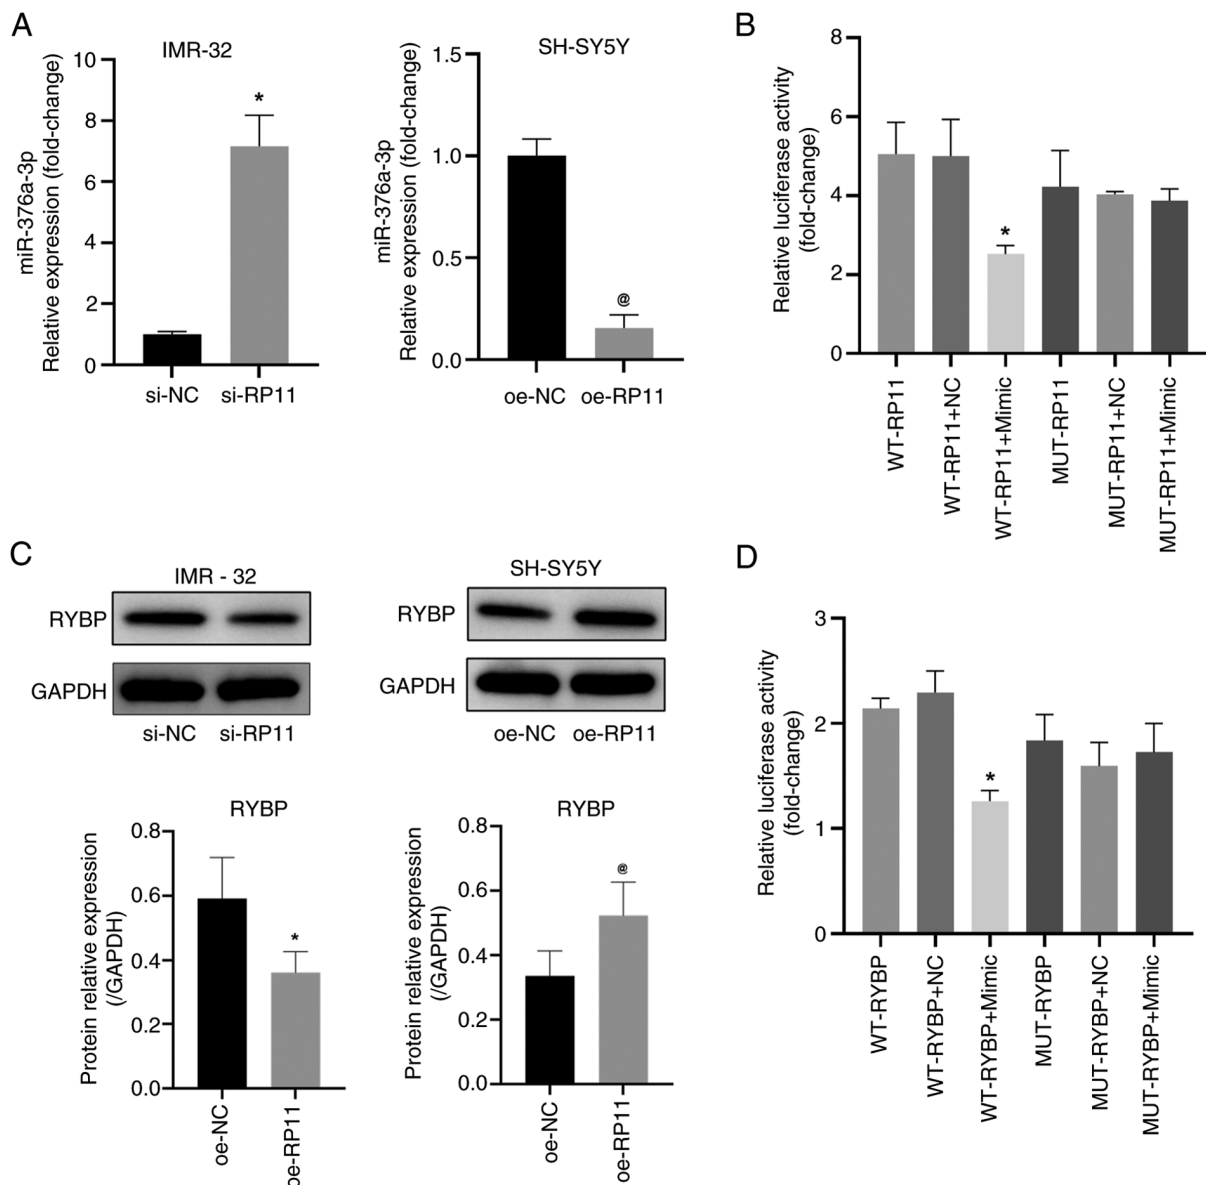 A
IMR-32
miR-376a-3p
Relative expression (fold-change)
10
8
6
4
2
0
*
si-NC si-RP11
SH-SY5Y
miR-376a-3p
Relative expression (fold-change)
1.5
1.0
0.5
0.0
@
oe-NC oe-RP11
B
Relative luciferase activity
(fold-change)
8
6
4
2
0
*
WT-RP11
WT-RP11+NC
WT-RP11+Mimic
MUT-RP11
MUT-RP11+NC
MUT-RP11+Mimic
C
IMR - 32
RYBP
GAPDH
si-NC si-RP11
SH-SY5Y
RYBP
GAPDH
oe-NC oe-RP11
RYBP
Protein relative expression
(/GAPDH)
0.8
0.6
0.4
0.2
0.0
*
oe-NC
oe-RP11
RYBP
Protein relative expression
(/GAPDH)
0.8
0.6
0.4
0.2
0.0
@
oe-NC
oe-RP11
D
Relative luciferase activity
(fold-change)
3
2
1
0
*
WT-RYBP
WT-RYBP+NC
WT-RYBP+Mimic
MUT-RYBP
MUT-RYBP+NC
MUT-RYBP+Mimic